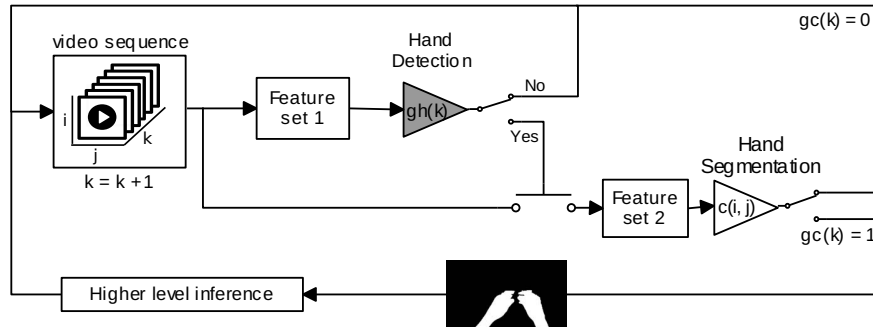 gc(k) = 0
video sequence
Hand
Detection
i
j
k
k = k +1
Feature
set 1
gh(k)
No
Yes
Hand
Segmentation
Feature
set 2
c(i, j)
gc(k) = 1
Higher level inference